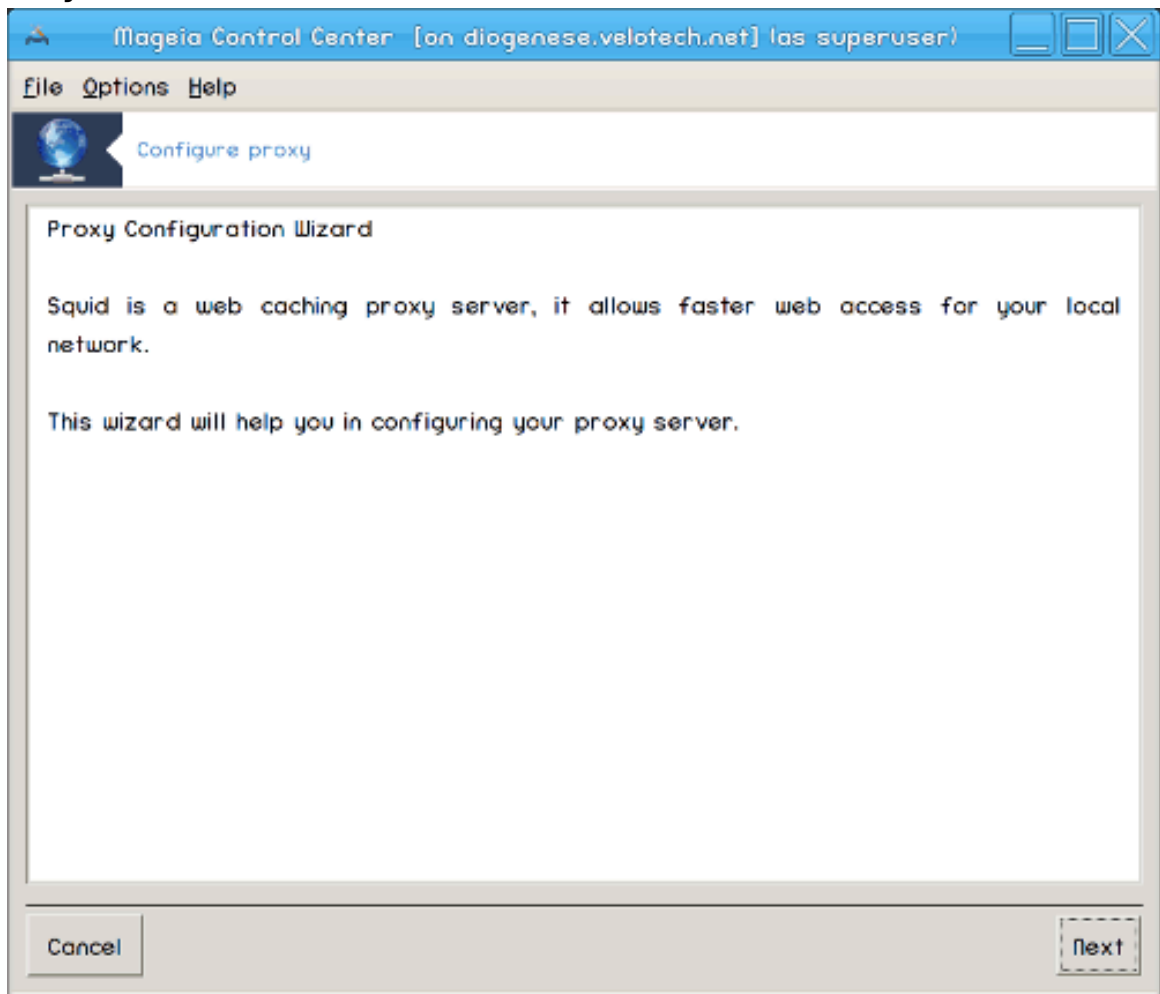 Mageia Control Center [on diogenese.velotech.net] (as superuser)
File Options Help
Configure proxy
Proxy Configuration Wizard
Squid is a web caching proxy server, it allows faster web access for your local
network.
This wizard will help you in configuring your proxy server.
Cancel
Next